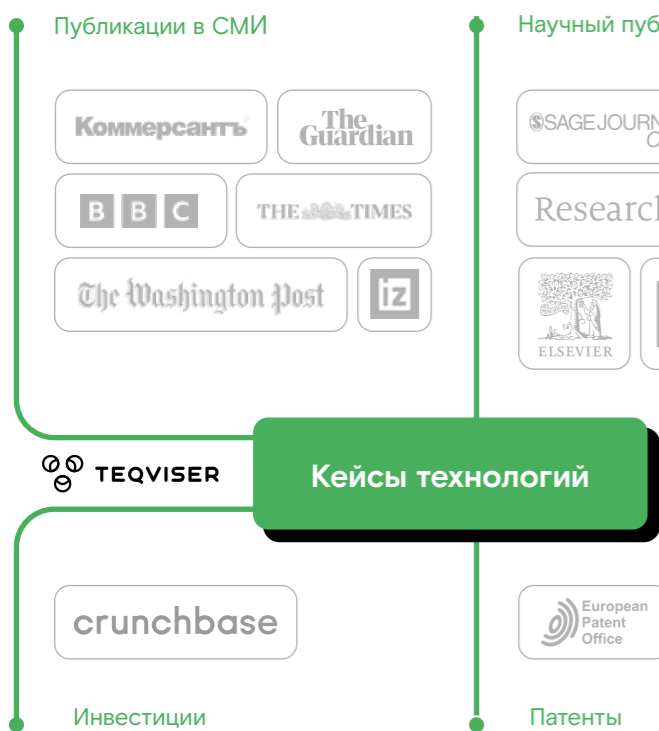 Публикации в СМИ
Научный пуб
Коммерсантъ
The Guardian
SAGE JOURN
BBC
THE TIMES
Researcl
The Washington Post
iz
ELSEVIER
TEQVISER
Кейсы технологий
crunchbase
European
Patent
Office
Инвестиции
Патенты